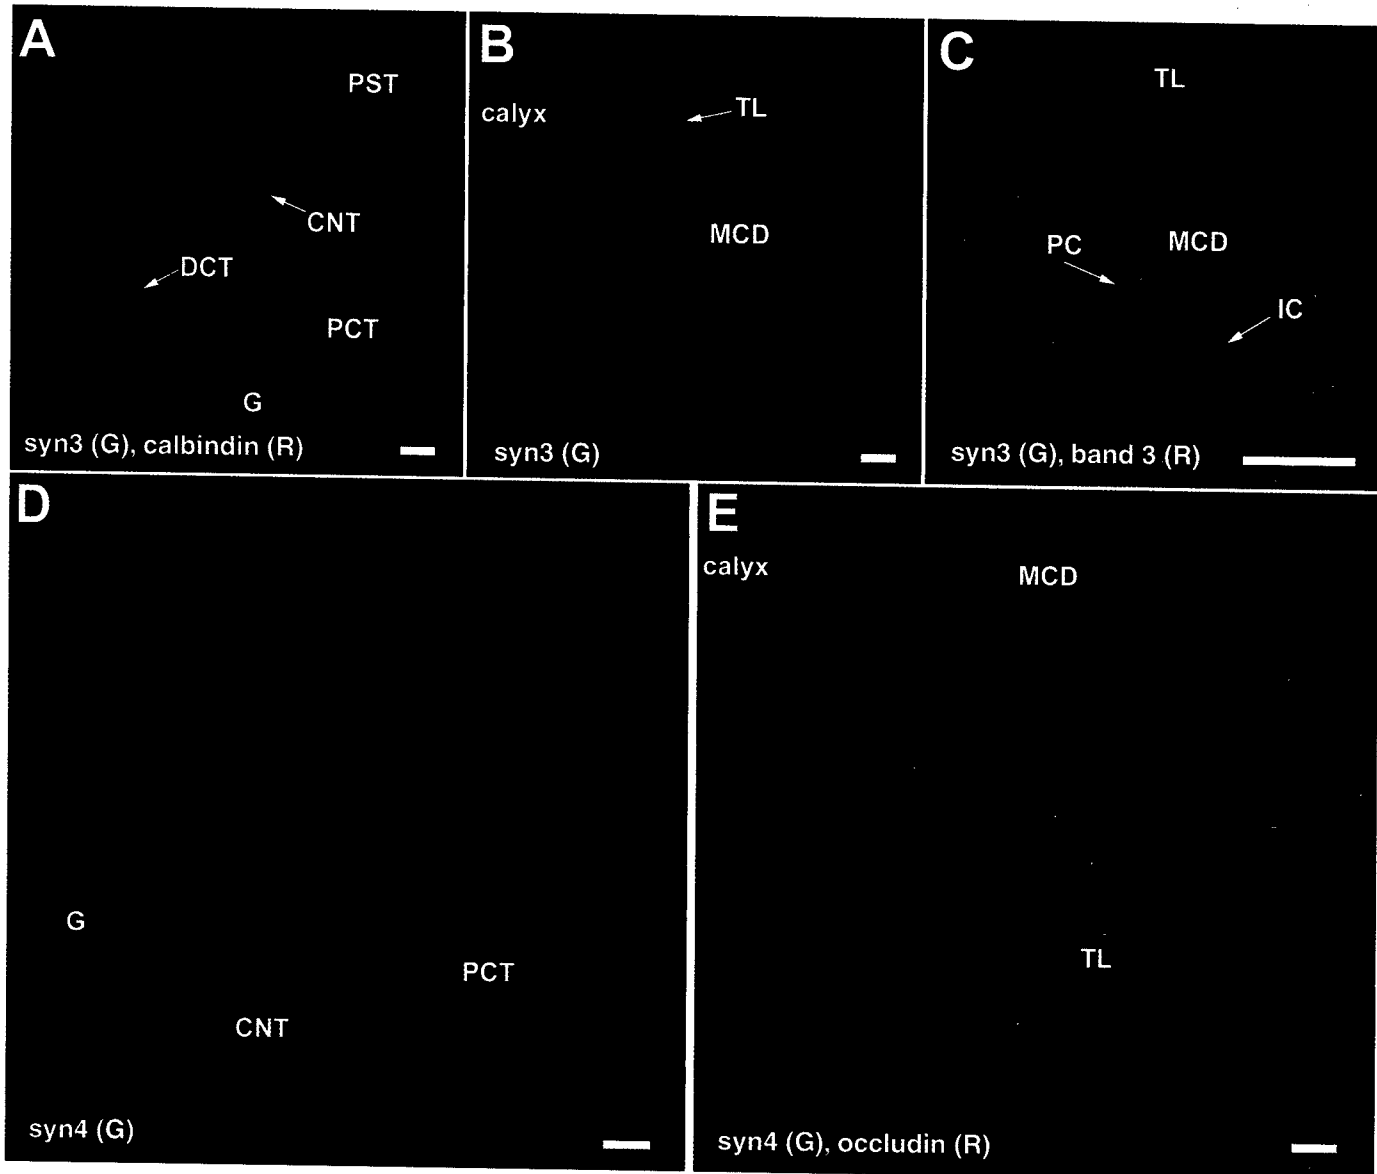 A
PST
CNT
DCT
PCT
G
syn3 (G), calbindin (R)
B
calyx
TL
MCD
syn3 (G)
C
TL
PC
MCD
IC
syn3 (G), band 3 (R)
D
G
PCT
CNT
syn4 (G)
E
calyx
MCD
TL
syn4 (G), occludin (R)